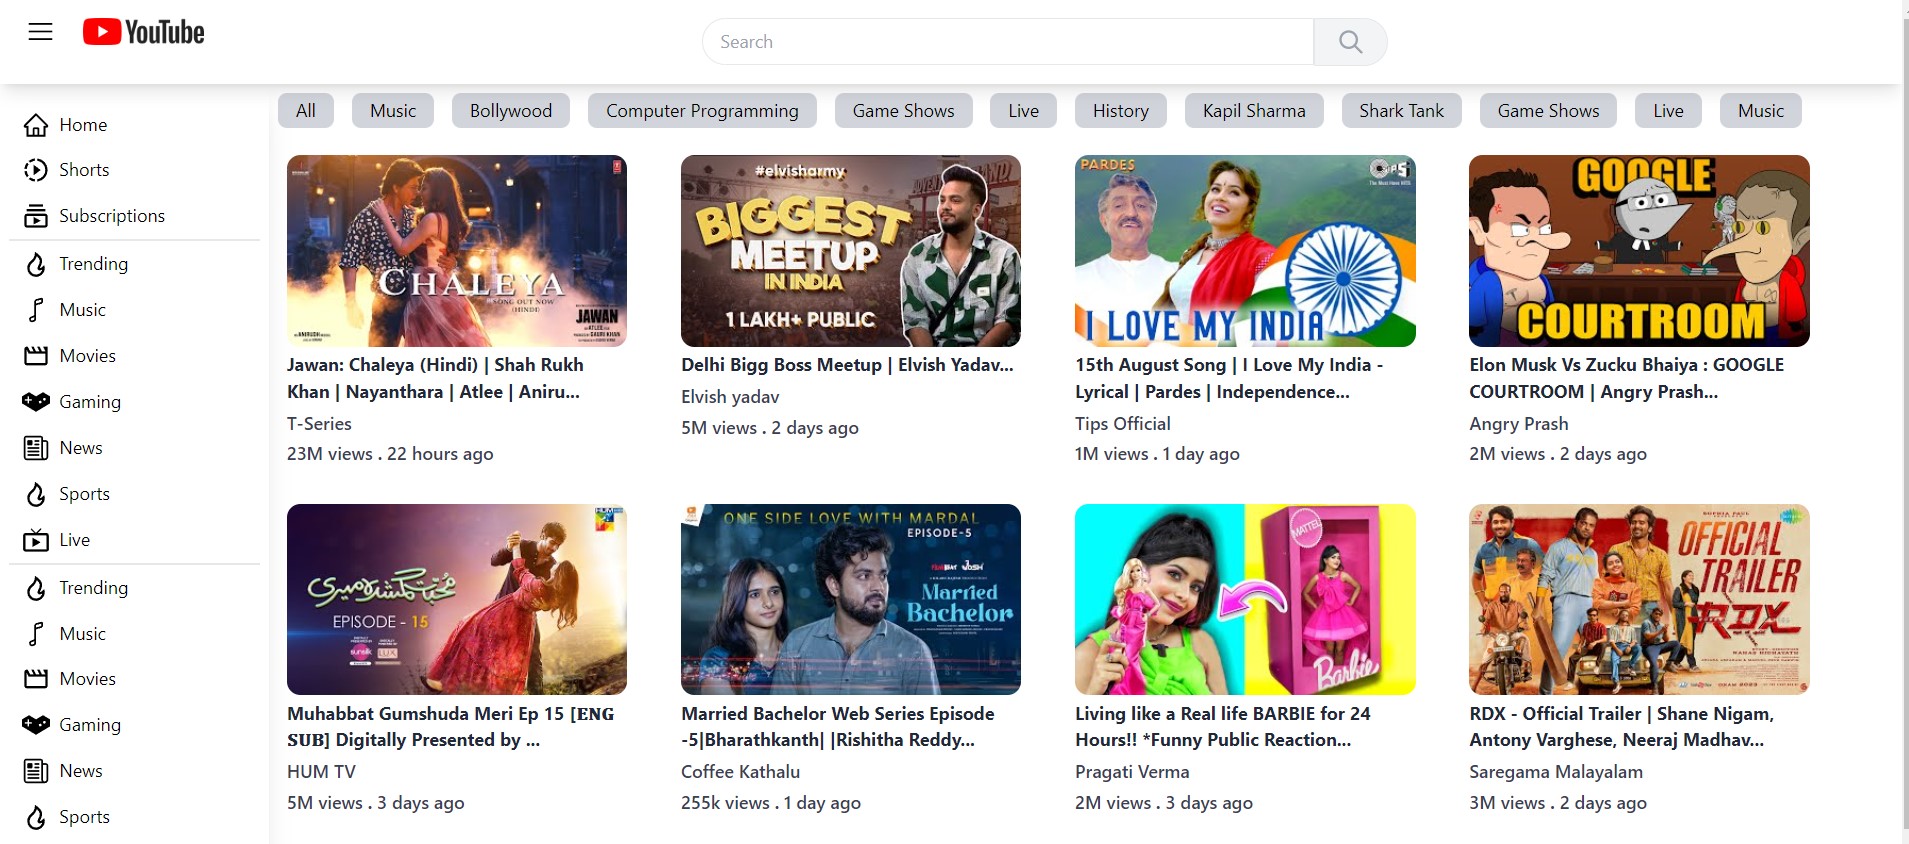 YouTube
Search
All
Music
Bollywood
Computer Programming
Game Shows
Live
History
Kapil Sharma
Shark Tank
Game Shows
Live
Music
Home
Shorts
Subscriptions
Trending
Music
Movies
Gaming
News
Sports
Live
Trending
Music
Movies
Gaming
News
Sports
CHALEYA
SONG OUT NOW
(HINDI)
JAWAN
Jawan: Chaleya (Hindi) | Shah Rukh
Khan | Nayanthara | Atlee | Aniru...
T-Series
23M views . 22 hours ago
#elvisharmy
BIGGEST
MEETUP
IN INDIA
1 LAKH+ PUBLIC
Delhi Bigg Boss Meetup | Elvish Yadav...
Elvish yadav
5M views . 2 days ago
PARDES
I LOVE MY INDIA
15th August Song | I Love My India -
Lyrical | Pardes | Independence...
Tips Official
1M views . 1 day ago
GOOGLE
COURTROOM
Elon Musk Vs Zucku Bhaiya : GOOGLE
COURTROOM | Angry Prash...
Angry Prash
2M views . 2 days ago
HUM
EPISODE - 15
sunsilk
LUX
Muhabbat Gumshuda Meri Ep 15 [𝐄𝐍𝐆
𝐒𝐔𝐁] Digitally Presented by ...
HUM TV
5M views . 3 days ago
ONE SIDE LOVE WITH MARDAL
EPISODE-5
Married
Bachelor
Married Bachelor Web Series Episode
-5|Bharathkanth| |Rishitha Reddy...
Coffee Kathalu
255k views . 1 day ago
MATTEL
Barbie
Living like a Real life BARBIE for 24
Hours!! *Funny Public Reaction...
Pragati Verma
2M views . 3 days ago
OFFICIAL
TRAILER
RDX
RDX - Official Trailer | Shane Nigam,
Antony Varghese, Neeraj Madhav...
Saregama Malayalam
3M views . 2 days ago